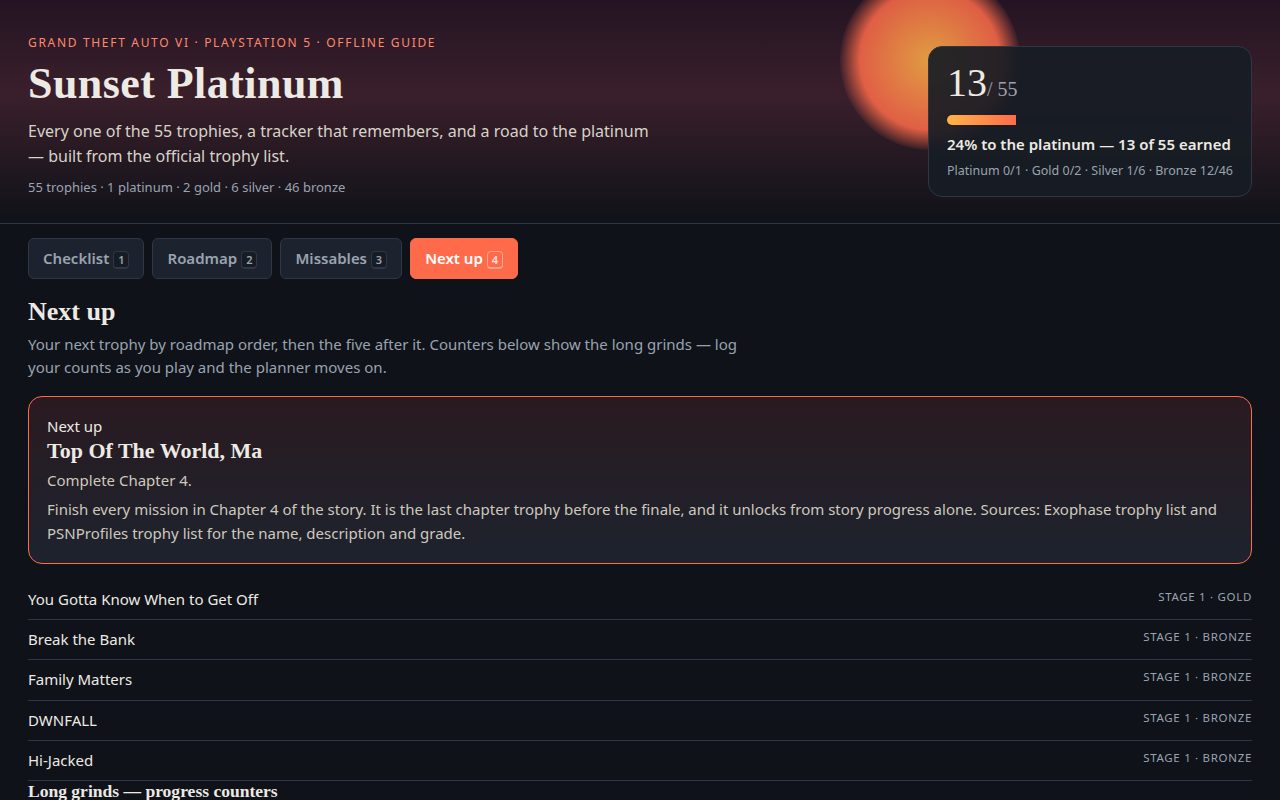 GRAND THEFT AUTO VI · PLAYSTATION 5 · OFFLINE GUIDE
Sunset Platinum
Every one of the 55 trophies, a tracker that remembers, and a road to the platinum
— built from the official trophy list.
55 trophies · 1 platinum · 2 gold · 6 silver · 46 bronze
13/ 55
24% to the platinum — 13 of 55 earned
Platinum 0/1 · Gold 0/2 · Silver 1/6 · Bronze 12/46
Checklist 1 Roadmap 2 Missables 3 Next up 4
Next up
Your next trophy by roadmap order, then the five after it. Counters below show the long grinds — log
your counts as you play and the planner moves on.
Next up
Top Of The World, Ma
Complete Chapter 4.
Finish every mission in Chapter 4 of the story. It is the last chapter trophy before the finale, and it unlocks from story progress alone. Sources: Exophase trophy list and
PSNProfiles trophy list for the name, description and grade.
You Gotta Know When to Get Off STAGE 1 · GOLD
Break the Bank STAGE 1 · BRONZE
Family Matters STAGE 1 · BRONZE
DWNFALL STAGE 1 · BRONZE
Hi-Jacked STAGE 1 · BRONZE
Long grinds — progress counters